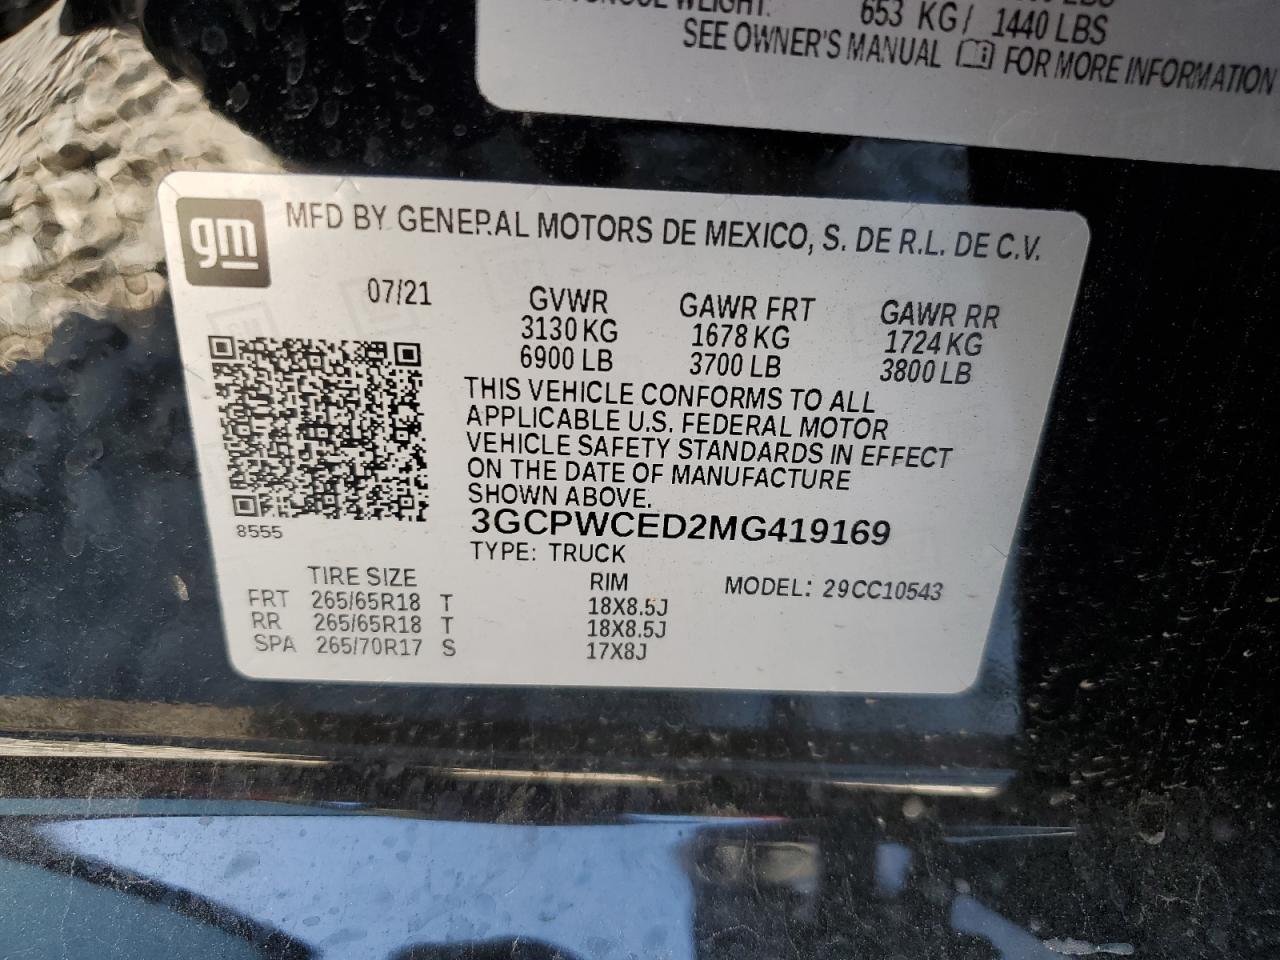 TONGUE WEIGHT: 653 KG/ 1440 LBS
SEE OWNER'S MANUAL FOR MORE INFORMATION
gm
MFD BY GENERAL MOTORS DE MEXICO, S. DE R.L. DE C.V.
07/21
GVWR GAWR FRT GAWR RR
3130 KG 1678 KG 1724 KG
6900 LB 3700 LB 3800 LB
THIS VEHICLE CONFORMS TO ALL
APPLICABLE U.S. FEDERAL MOTOR
VEHICLE SAFETY STANDARDS IN EFFECT
ON THE DATE OF MANUFACTURE
SHOWN ABOVE.
8555
3GCPWCED2MG419169
TYPE: TRUCK
TIRE SIZE RIM MODEL: 29CC10543
FRT 265/65R18 T 18X8.5J
RR 265/65R18 T 18X8.5J
SPA 265/70R17 S 17X8J